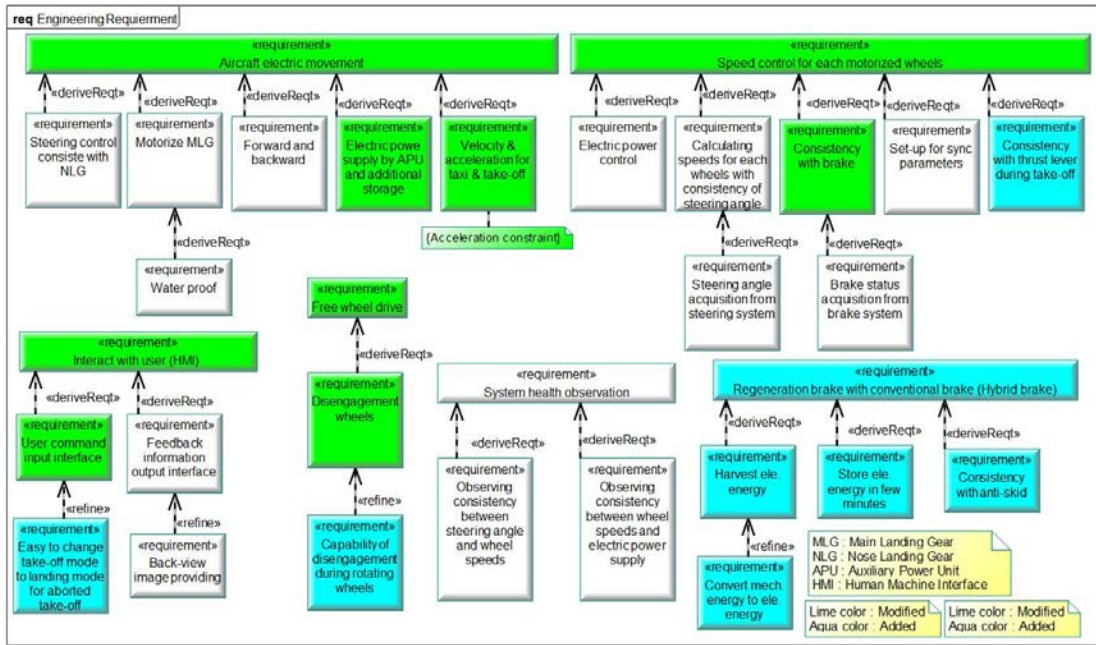 req Engineering Requierment
«requirement»
Aircraft electric movement
«requirement»
Speed control for each motorized wheels
«deriveReqt»
«deriveReqt»
«deriveReqt»
«deriveReqt»
«deriveReqt»
«deriveReqt»
«deriveReqt»
«deriveReqt»
«deriveReqt»
«deriveReqt»
«requirement»
Steering control
consiste with
NLG
«requirement»
Motorize MLG
«requirement»
Forward and
backward
«requirement»
Electric powe
supply by APU
and additional
storage
«requirement»
Velocity &
acceleration for
taxi & take-off
«requirement»
Electric power
control
«requirement»
Calculating
speeds for each
wheels with
consistency of
steering angle
«requirement»
Consistency
with brake
«requirement»
Set-up for sync
parameters
«requirement»
Consistency
with thrust lever
during take-off
{Acceleration constraint}
«deriveReqt»
«deriveReqt»
«deriveReqt»
«requirement»
Water proof
«requirement»
Steering angle
acquisition from
steering system
«requirement»
Brake status
acquisition from
brake system
«requirement»
Free wheel drive
«requirement»
Interact with user (HMI)
«deriveReqt»
«requirement»
System health observation
«requirement»
Regeneration brake with conventional brake (Hybrid brake)
«deriveReqt»
«deriveReqt»
«requirement»
Disengagement
wheels
«deriveReqt»
«deriveReqt»
«deriveReqt»
«deriveReqt»
«deriveReqt»
«requirement»
User command
input interface
«requirement»
Feedback
information
output interface
«requirement»
Observing
consistency
between
steering angle
and wheel
speeds
«requirement»
Observing
consistency
between wheel
speeds and
electric power
supply
«requirement»
Harvest ele.
energy
«requirement»
Store ele.
energy in few
minutes
«requirement»
Consistency
with anti-skid
«refine»
«refine»
«refine»
«refine»
«requirement»
Easy to change
take-off mode
to landing mode
for aborted
take-off
«requirement»
Back-view
image providing
«requirement»
Capability of
disengagement
during rotating
wheels
«requirement»
Convert mech.
energy to ele.
energy
MLG : Main Landing Gear
NLG : Nose Landing Gear
APU : Auxiliary Power Unit
HMI : Human Machine Interface
Lime color : Modified
Aqua color : Added
Lime color : Modified
Aqua color : Added